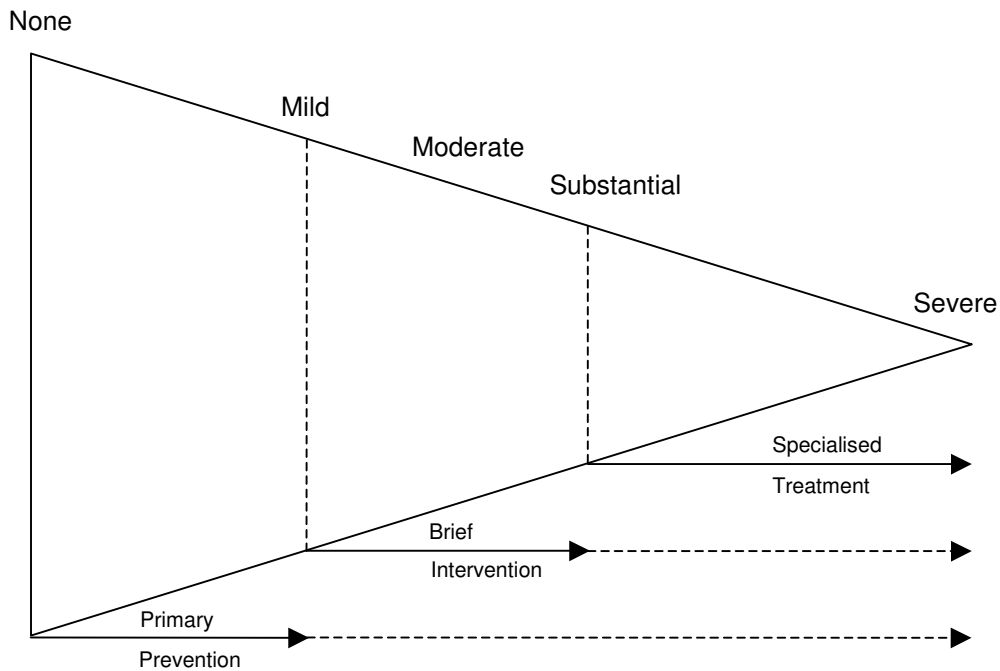 None
Mild
Moderate
Substantial
Severe
Specialised
Treatment
Brief
Intervention
Primary
Prevention